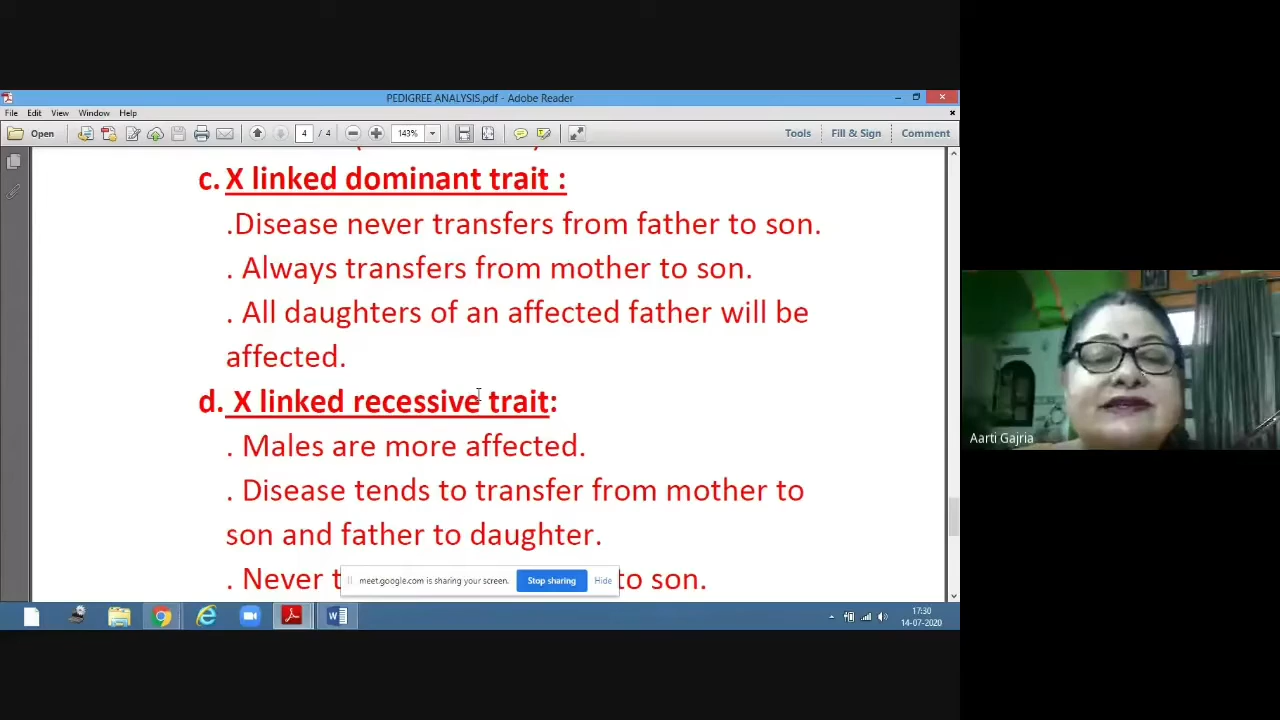 PEDIGREE ANALYSIS.pdf - Adobe Reader
File Edit View Window Help
Open 4 / 4 143% Tools Fill & Sign Comment
c. X linked dominant trait :
.Disease never transfers from father to son.
. Always transfers from mother to son.
. All daughters of an affected father will be
affected.
d. X linked recessive trait:
. Males are more affected.
. Disease tends to transfer from mother to
son and father to daughter.
. Never to son.
meet.google.com is sharing your screen. Stop sharing Hide
Aarti Gajria
17:30
14-07-2020